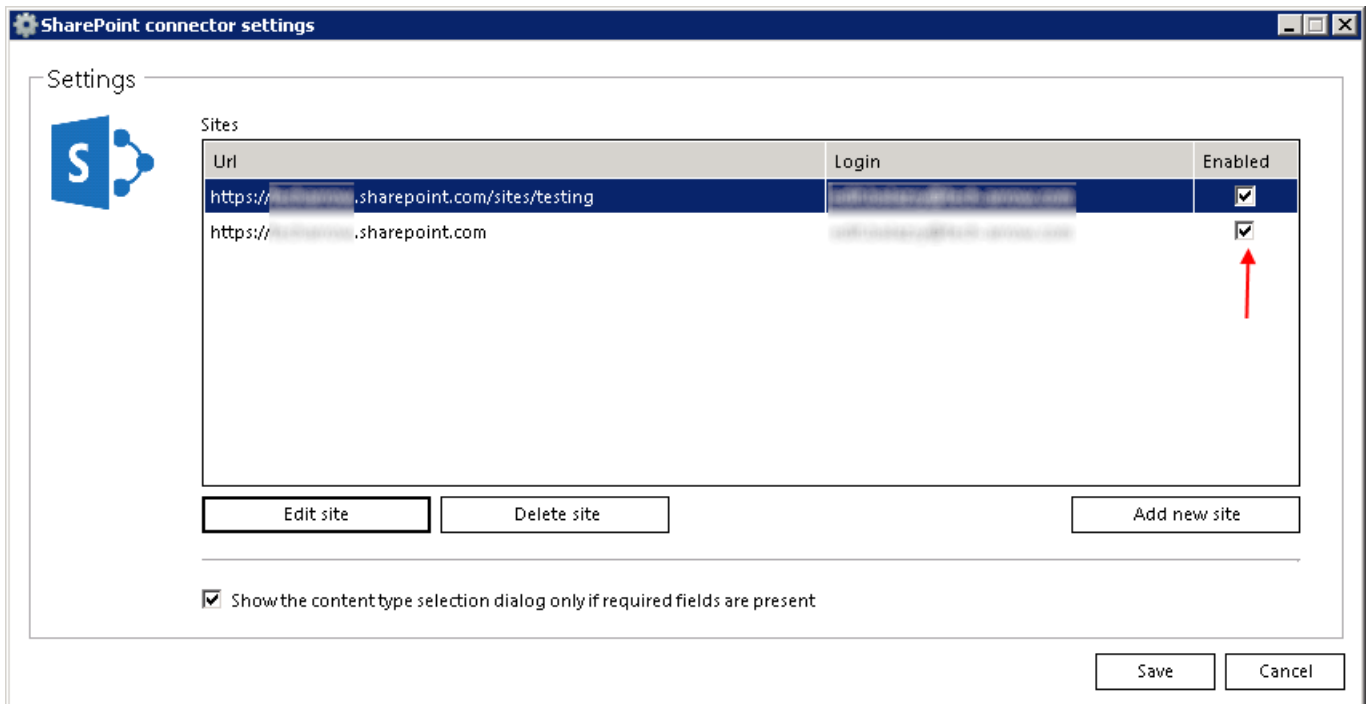 SharePoint connector settings
Settings
S
Sites
Url Login Enabled
https:// .sharepoint.com/sites/testing
https:// .sharepoint.com
Edit site Delete site Add new site
Show the content type selection dialog only if required fields are present
Save Cancel